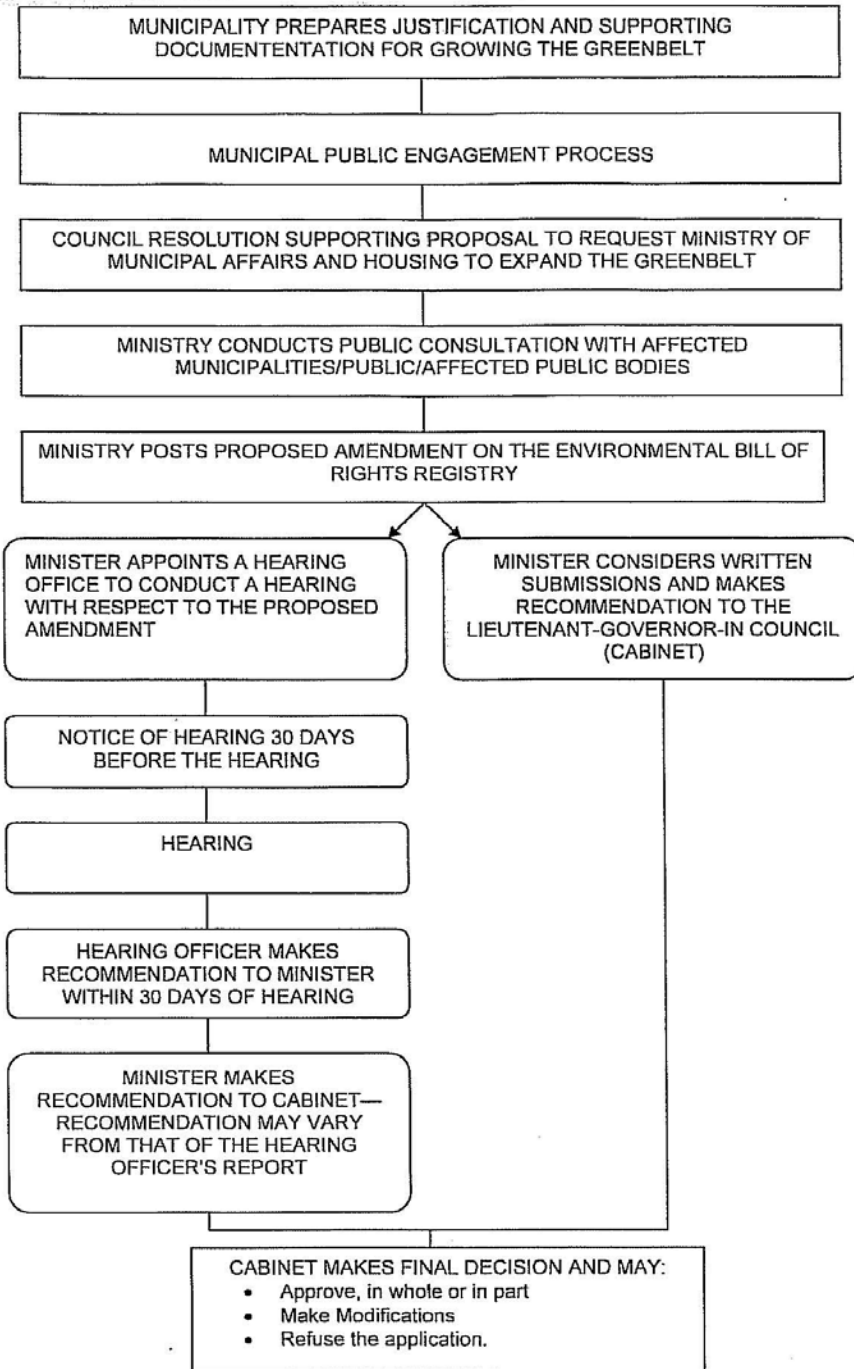 MUNICIPALITY PREPARES JUSTIFICATION AND SUPPORTING
DOCUMENTENTATION FOR GROWING THE GREENBELT
MUNICIPAL PUBLIC ENGAGEMENT PROCESS
COUNCIL RESOLUTION SUPPORTING PROPOSAL TO REQUEST MINISTRY OF
MUNICIPAL AFFAIRS AND HOUSING TO EXPAND THE GREENBELT
MINISTRY CONDUCTS PUBLIC CONSULTATION WITH AFFECTED
MUNICIPALITIES/PUBLIC/AFFECTED PUBLIC BODIES
MINISTRY POSTS PROPOSED AMENDMENT ON THE ENVIRONMENTAL BILL OF
RIGHTS REGISTRY
MINISTER APPOINTS A HEARING
OFFICE TO CONDUCT A HEARING
WITH RESPECT TO THE PROPOSED
AMENDMENT
MINISTER CONSIDERS WRITTEN
SUBMISSIONS AND MAKES
RECOMMENDATION TO THE
LIEUTENANT-GOVERNOR-IN COUNCIL
(CABINET)
NOTICE OF HEARING 30 DAYS
BEFORE THE HEARING
HEARING
HEARING OFFICER MAKES
RECOMMENDATION TO MINISTER
WITHIN 30 DAYS OF HEARING
MINISTER MAKES
RECOMMENDATION TO CABINET—
RECOMMENDATION MAY VARY
FROM THAT OF THE HEARING
OFFICER'S REPORT
CABINET MAKES FINAL DECISION AND MAY:
• Approve, in whole or in part
• Make Modifications
• Refuse the application.